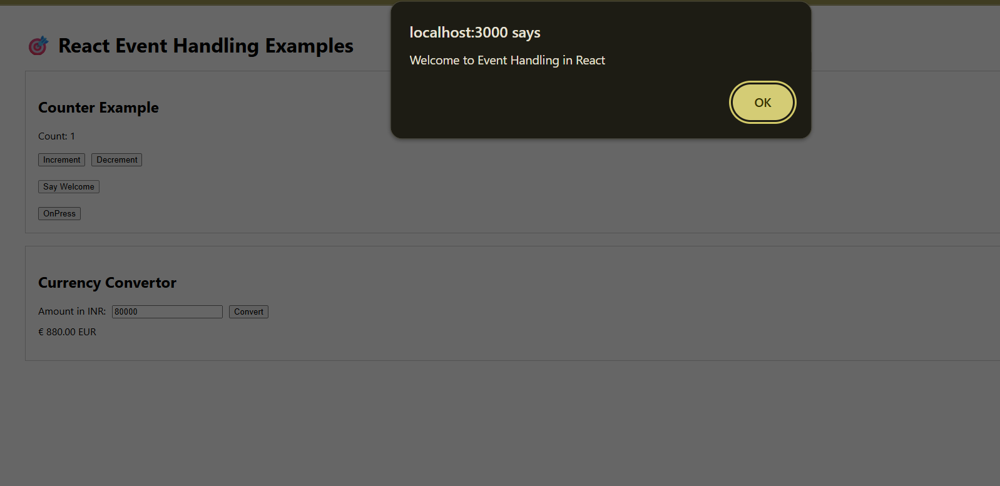 localhost:3000 says
Welcome to Event Handling in React
OK
🎯 React Event Handling Examples
Counter Example
Count: 1
Increment Decrement
Say Welcome
OnPress
Currency Convertor
Amount in INR: 80000 Convert
€ 880.00 EUR